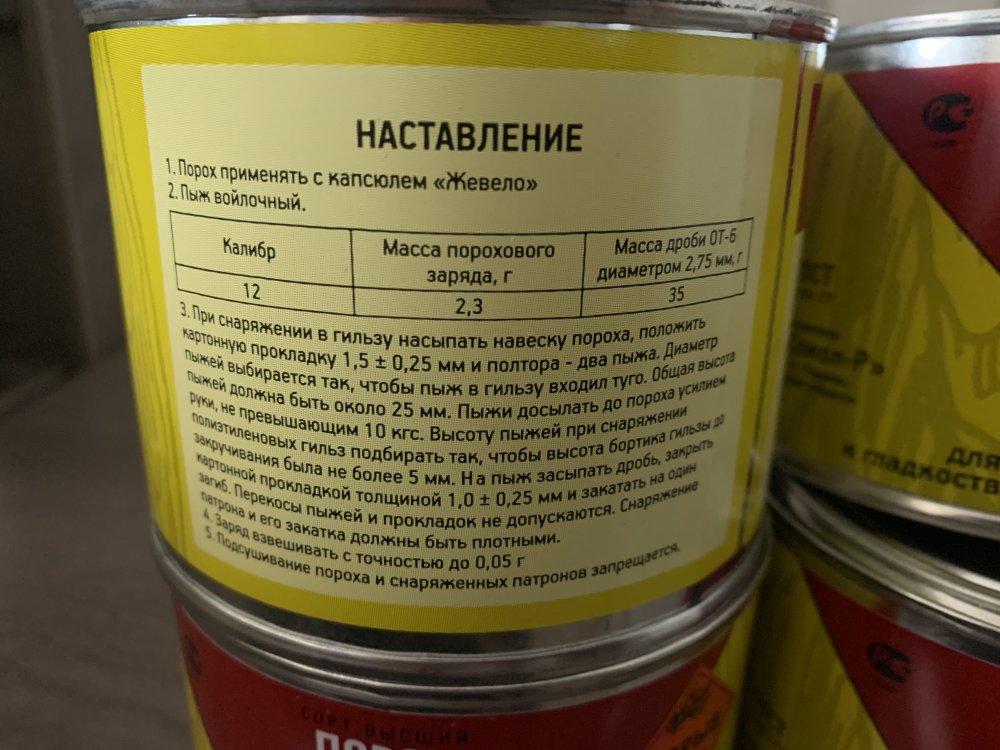 НАСТАВЛЕНИЕ
1. Порох применять с капсюлем «Жевело»
2. Пыж войлочный.
Калибр
Масса порохового
заряда, г
Масса дроби ОТ-6
диаметром 2,75 мм, г
12
2,3
35
3. При снаряжении в гильзу насыпать навеску пороха, положить
картонную прокладку 1,5 ± 0,25 мм и полтора - два пыжа. Диаметр
пыжей выбирается так, чтобы пыж в гильзу входил туго. Общая высота
пыжей должна быть около 25 мм. Пыжи досылать до пороха усилием
руки, не превышающим 10 кгс. Высоту пыжей при снаряжении
полиэтиленовых гильз подбирать так, чтобы высота бортика гильзы до
закручивания была не более 5 мм. На пыж засыпать дробь, закрыть
картонной прокладкой толщиной 1,0 ± 0,25 мм и закатать на один
загиб. Перекосы пыжей и прокладок не допускаются. Снаряжение
патрона и его закатка должны быть плотными.
4. Заряд взвешивать с точностью до 0,05 г
5. Подсушивание пороха и снаряженных патронов запрещается.
СОРТ ВЫСШИЙ
для
к гладкоств